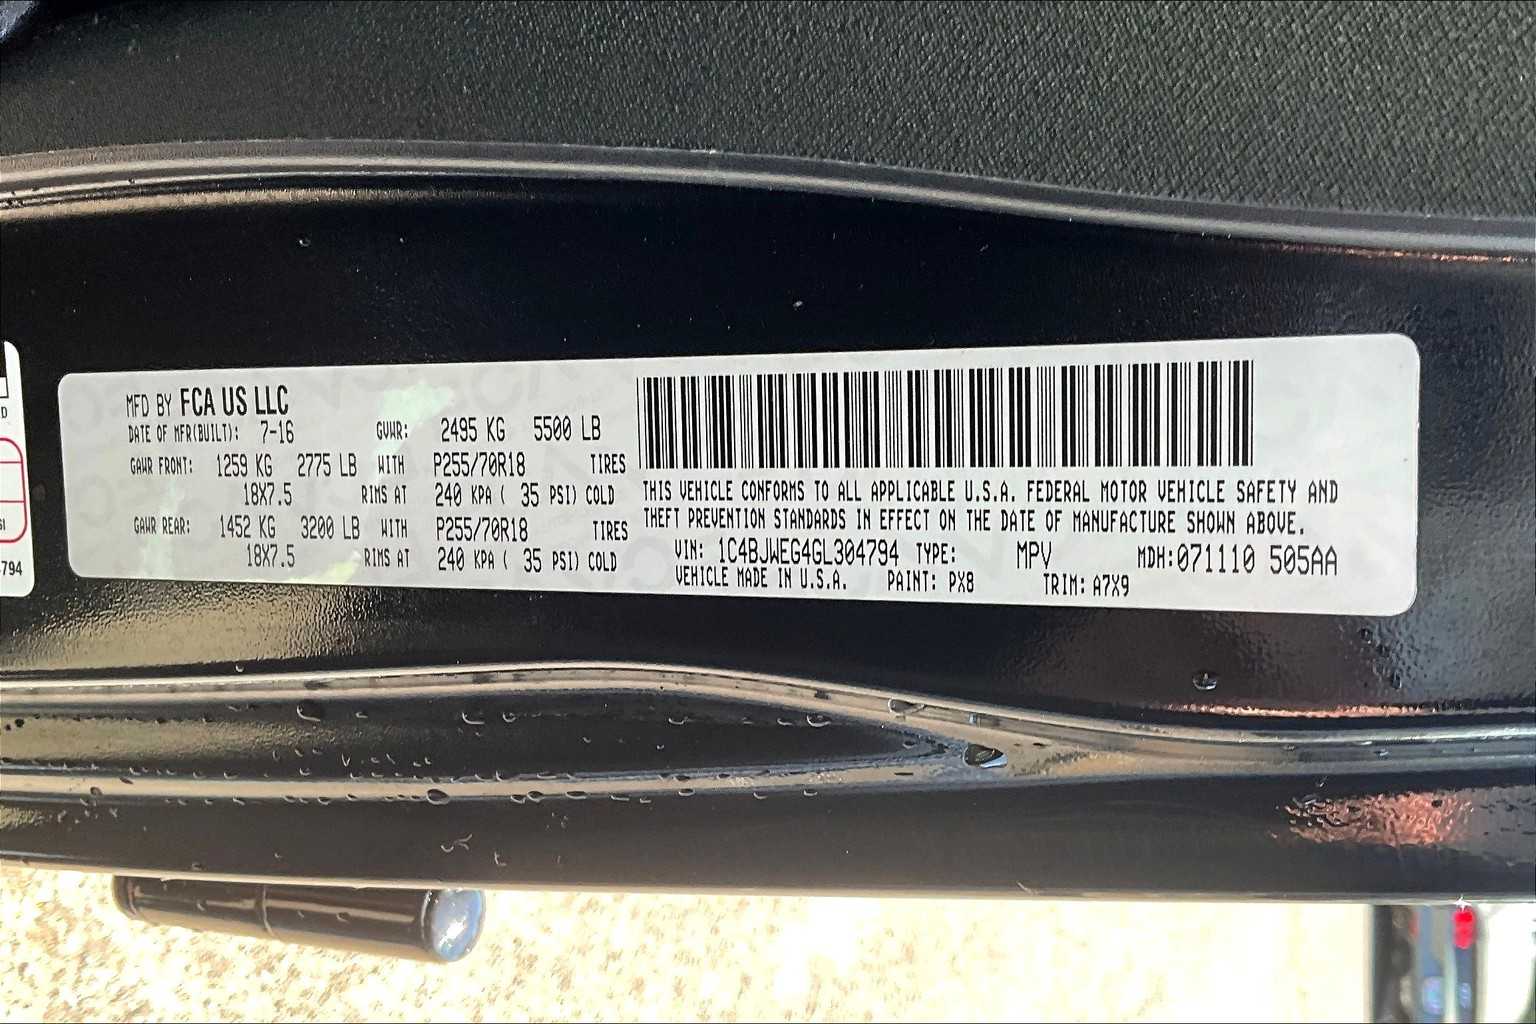 MFD BY FCA US LLC
DATE OF MFR(BUILT): 7-16 GVWR: 2495 KG 5500 LB
GAWR FRONT: 1259 KG 2775 LB WITH P255/70R18 TIRES
18X7.5 RIMS AT 240 KPA ( 35 PSI) COLD
GAWR REAR: 1452 KG 3200 LB WITH P255/70R18 TIRES
18X7.5 RIMS AT 240 KPA ( 35 PSI) COLD
THIS VEHICLE CONFORMS TO ALL APPLICABLE U.S.A. FEDERAL MOTOR VEHICLE SAFETY AND
THEFT PREVENTION STANDARDS IN EFFECT ON THE DATE OF MANUFACTURE SHOWN ABOVE.
VIN: 1C4BJWEG4GL304794 TYPE: MPV MDH:071110 505AA
VEHICLE MADE IN U.S.A. PAINT: PX8 TRIM: A7X9
D
SI
794